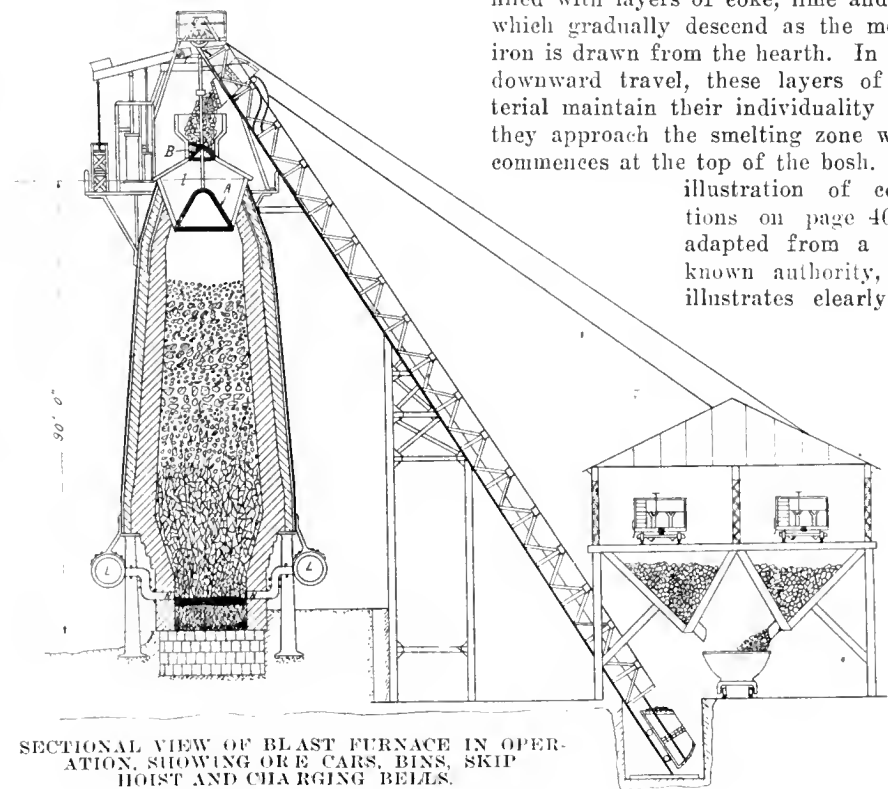 filled with layers of coke, lime and
which gradually descend as the
iron is drawn from the hearth. In
downward travel, these layers of
terial maintain their individuality
they approach the smelting zone
commences at the top of the bosh.
illustration of
tions on page
adapted from a
known authority,
illustrates clearly
B
A
90' 0"
L
L
SECTIONAL VIEW OF BLAST FURNACE IN OPER-
ATION, SHOWING ORE CARS, BINS, SKIP
HOIST AND CHARGING BELLS.